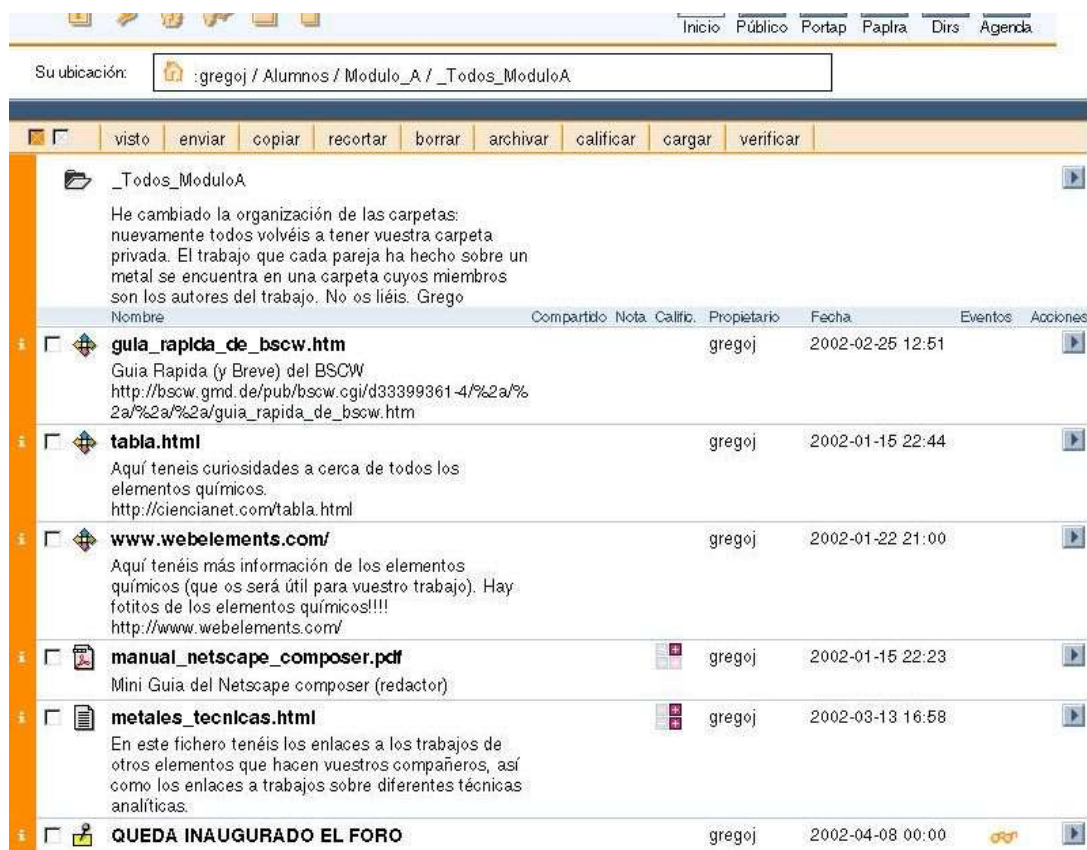 Inicio Público Portap Paplra Dirs Agenda
Su ubicación: :gregoj / Alumnos / Modulo_A / _Todos_ModuloA
visto enviar copiar recortar borrar archivar calificar cargar verificar
_Todos_ModuloA
He cambiado la organización de las carpetas:
nuevamente todos volvéis a tener vuestra carpeta
privada. El trabajo que cada pareja ha hecho sobre un
metal se encuentra en una carpeta cuyos miembros
son los autores del trabajo. No os liéis. Grego
Nombre Compartido Nota Calific. Propietario Fecha Eventos Acciones
i guia_rapida_de_bscw.htm gregoj 2002-02-25 12:51
Guia Rapida (y Breve) del BSCW
http://bscw.gmd.de/pub/bscw.cgi/d33399361-4/%2a/%
2a/%2a/%2a/guia_rapida_de_bscw.htm
i tabla.html gregoj 2002-01-15 22:44
Aquí teneis curiosidades a cerca de todos los
elementos químicos.
http://ciencianet.com/tabla.html
i www.webelements.com/ gregoj 2002-01-22 21:00
Aquí tenéis más información de los elementos
químicos (que os será útil para vuestro trabajo). Hay
fotitos de los elementos químicos!!!!
http://www.webelements.com/
i manual_netscape_composer.pdf gregoj 2002-01-15 22:23
Mini Guia del Netscape composer (redactor)
i metales_tecnicas.html gregoj 2002-03-13 16:58
En este fichero tenéis los enlaces a los trabajos de
otros elementos que hacen vuestros compañeros, así
como los enlaces a trabajos sobre diferentes técnicas
analíticas.
i QUEDA INAUGURADO EL FORO gregoj 2002-04-08 00:00